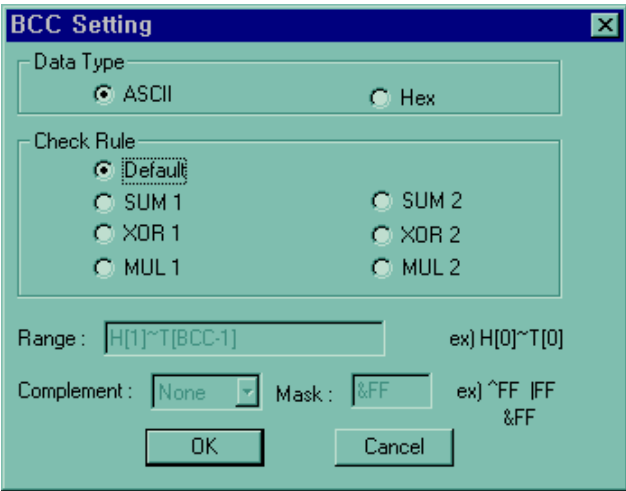 BCC Setting
Data Type
ASCII Hex
Check Rule
Default
SUM 1 SUM 2
XOR 1 XOR 2
MUL 1 MUL 2
Range : H[1]~T[BCC-1] ex) H[0]~T[0]
Complement : None Mask : &FF ex) ^FF |FF
&FF
OK Cancel